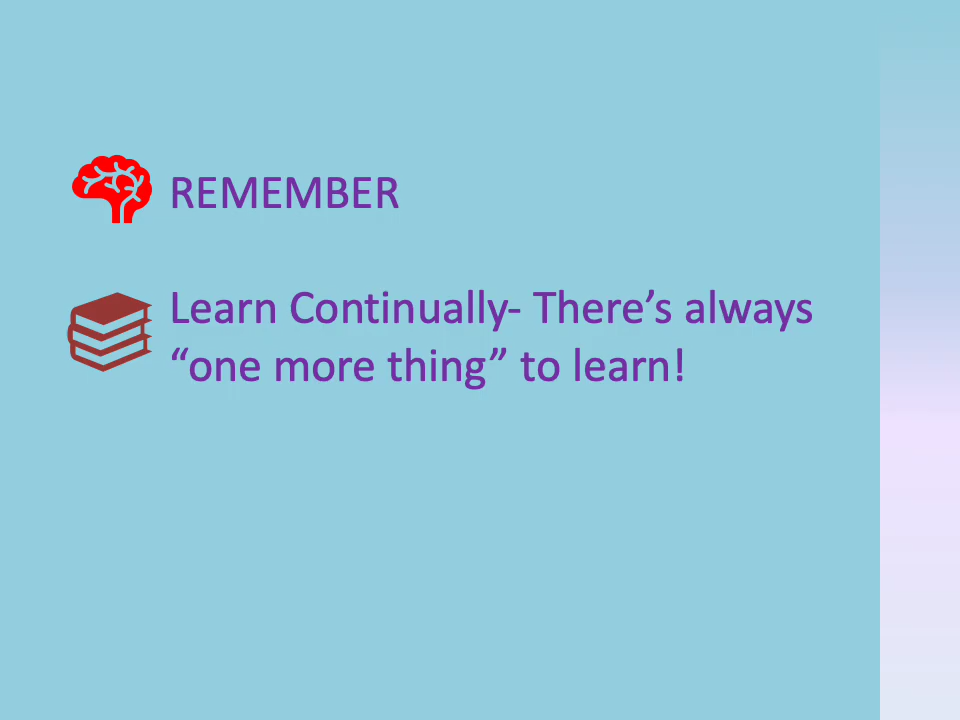 REMEMBER
Learn Continually- There’s always
“one more thing” to learn!